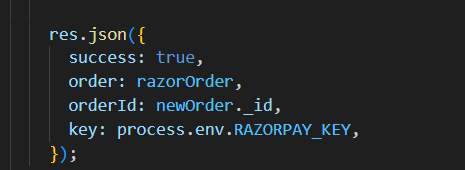 res.json({
success: true,
order: razorOrder,
orderId: newOrder._id,
key: process.env.RAZORPAY_KEY,
});